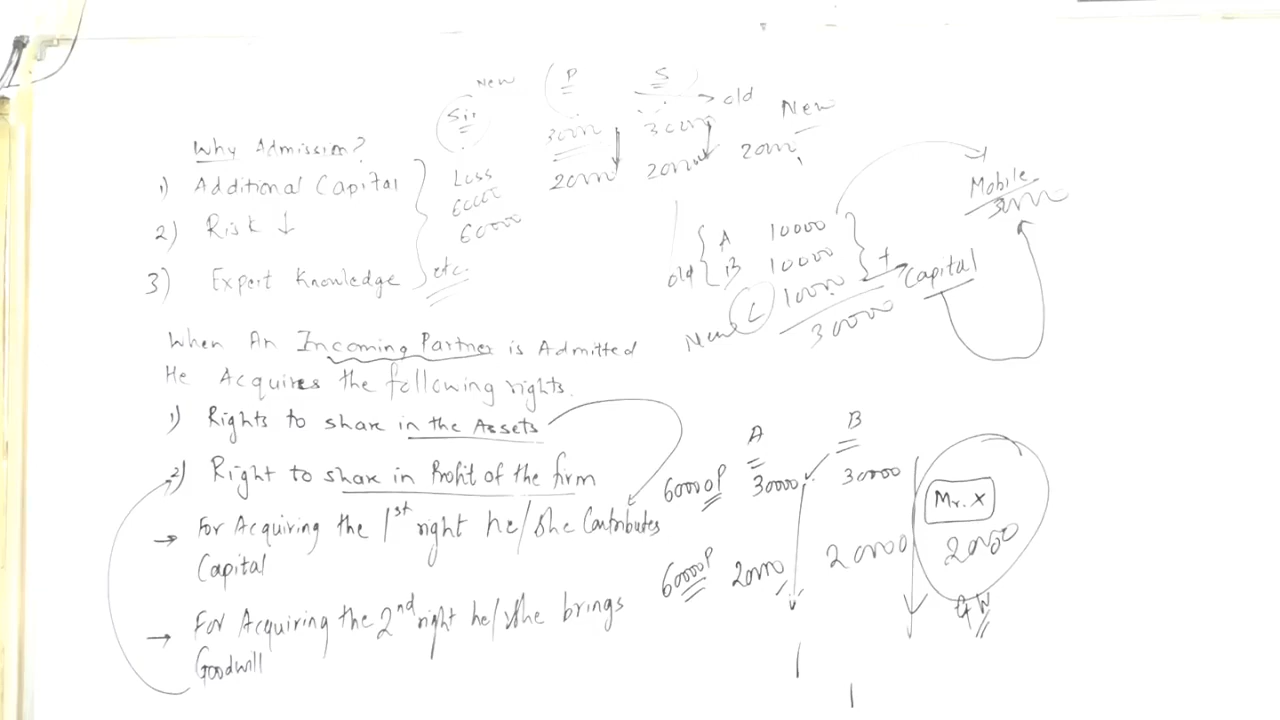 New P S
Sir → old New
30000 30000
Why Admission?
1) Additional Capital
2) Risk ↓
3) Expert Knowledge etc.
Loss 20000 20000 20000
60000
60000
Mobile
30000
old A 10000
B 10000
New C 10000 + Capital
30000
When An Incoming Partner is Admitted
He Acquires the following rights.
1) Rights to share in the Assets
2) Right to share in Profit of the firm
→ For Acquiring the 1st right he/she Contributes
Capital
→ For Acquiring the 2nd right he/she brings
Goodwill
A B
60000P 30000 30000 Mr. X
60000P 20000 20000 20000
GW